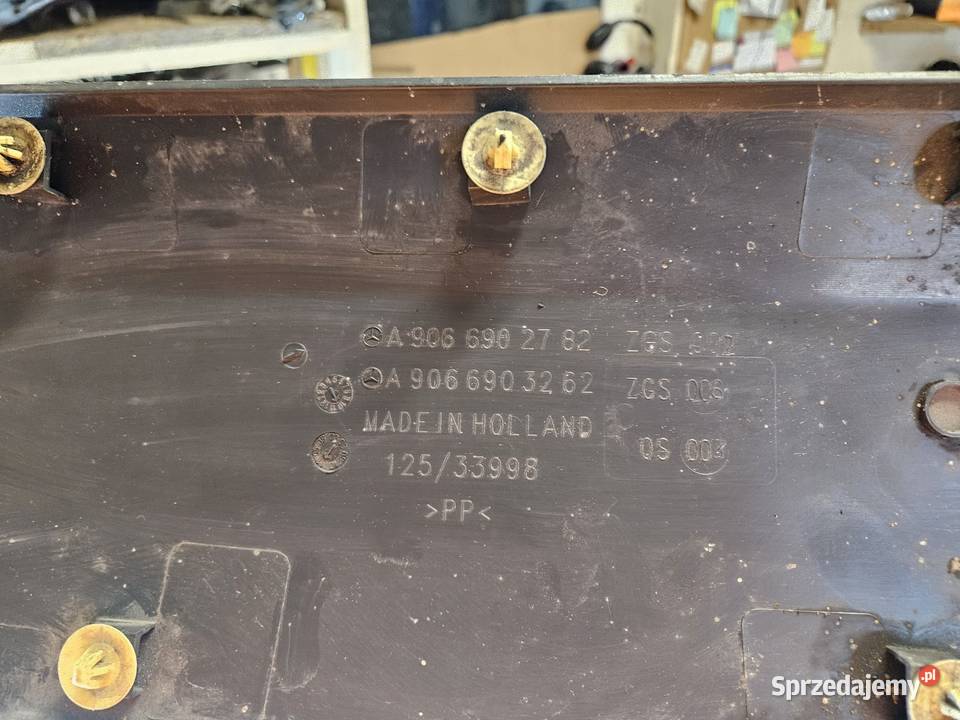 A 906 690 27 82 ZGS 002
A 906 690 32 62 ZGS 006
MADE IN HOLLAND
QS 003
125/33998
>PP<
Sprzedajemy.pl